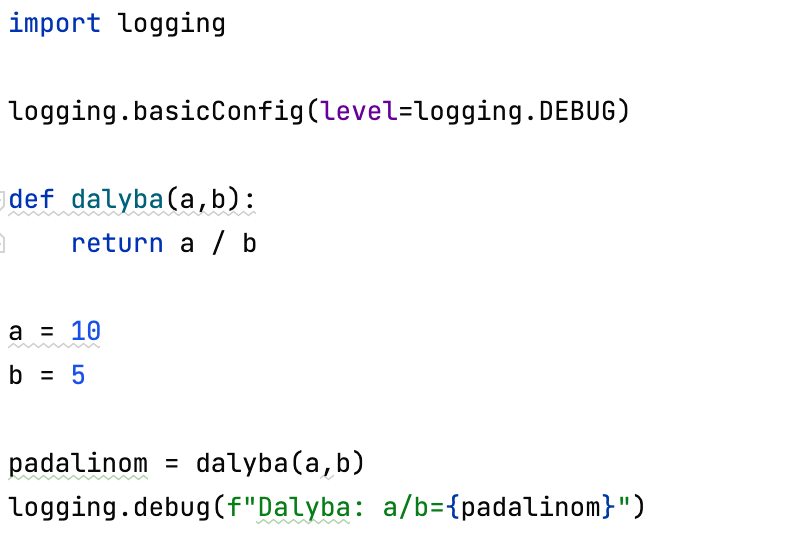 import logging
logging.basicConfig(level=logging.DEBUG)
def dalyba(a,b):
    return a / b
a = 10
b = 5
padalinom = dalyba(a,b)
logging.debug(f"Dalyba: a/b={padalinom}")